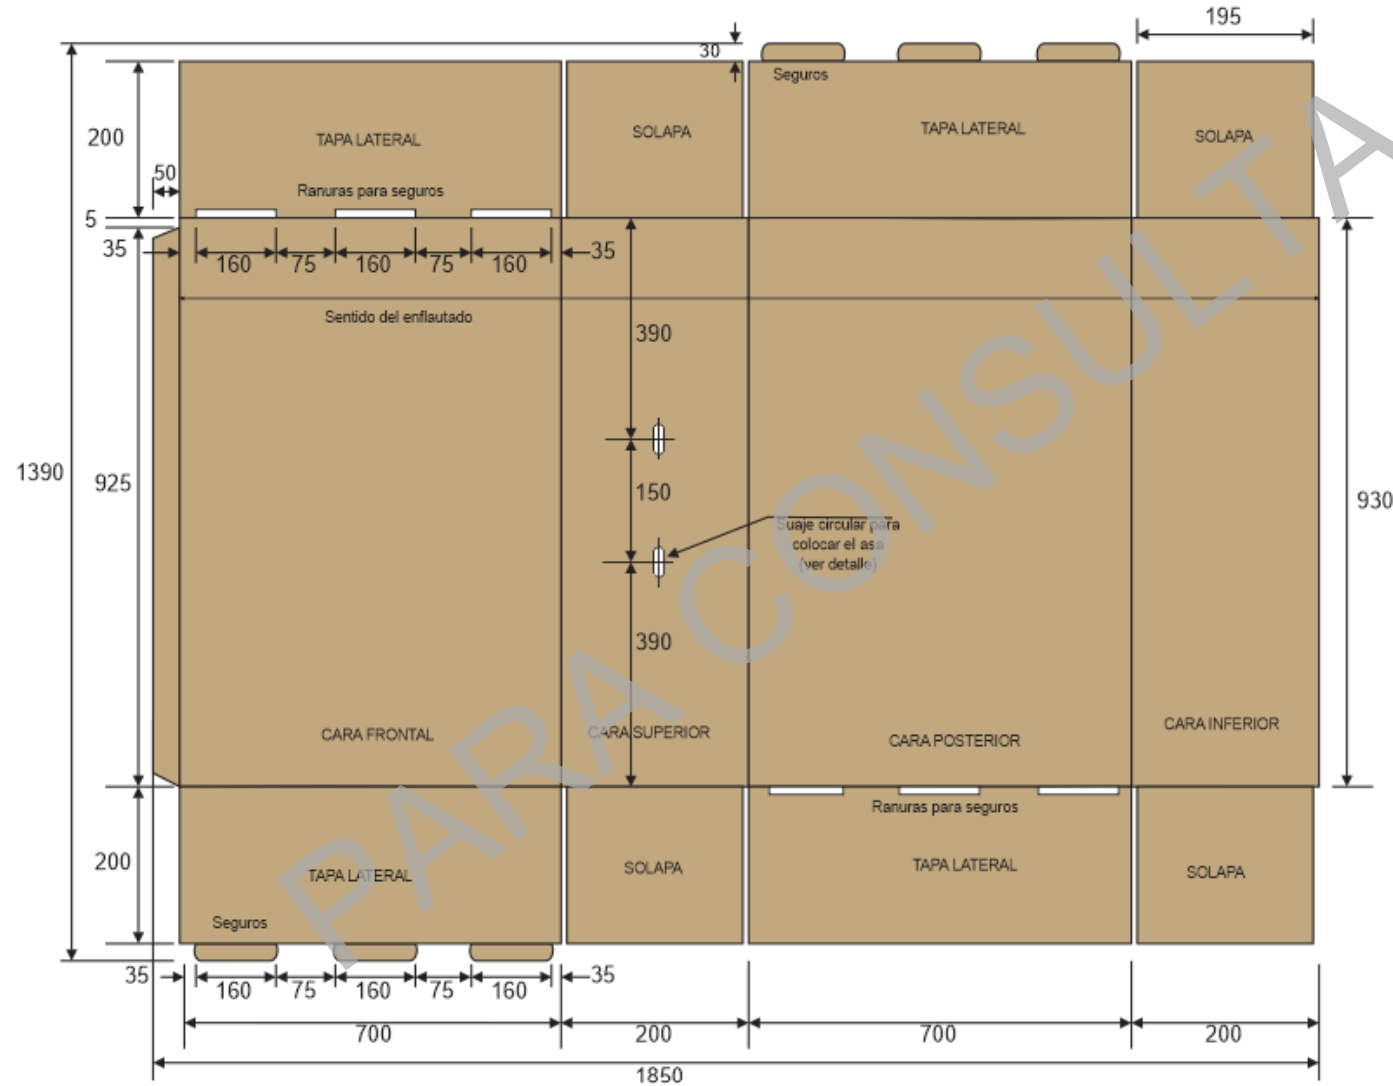 195
30
Seguros
200
TAPA LATERAL
SOLAPA
TAPA LATERAL
SOLAPA
50
Ranuras para seguros
5
35
160
75
160
75
160
35
Sentido del enflautado
390
1390
925
150
930
Suaje circular para
colocar el asa
(ver detalle)
390
CARA FRONTAL
CARA SUPERIOR
CARA POSTERIOR
CARA INFERIOR
Ranuras para seguros
200
TAPA LATERAL
SOLAPA
TAPA LATERAL
SOLAPA
Seguros
35
160
75
160
75
160
35
700
200
700
200
1850
PARA CONSULTA